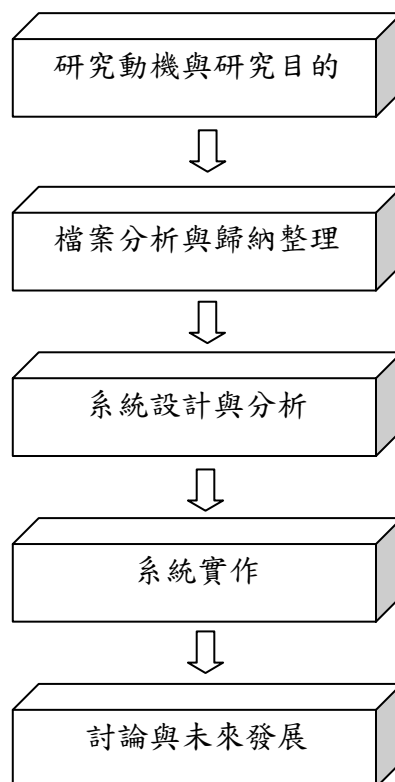 研究動機與研究目的
檔案分析與歸納整理
系統設計與分析
系統實作
討論與未來發展